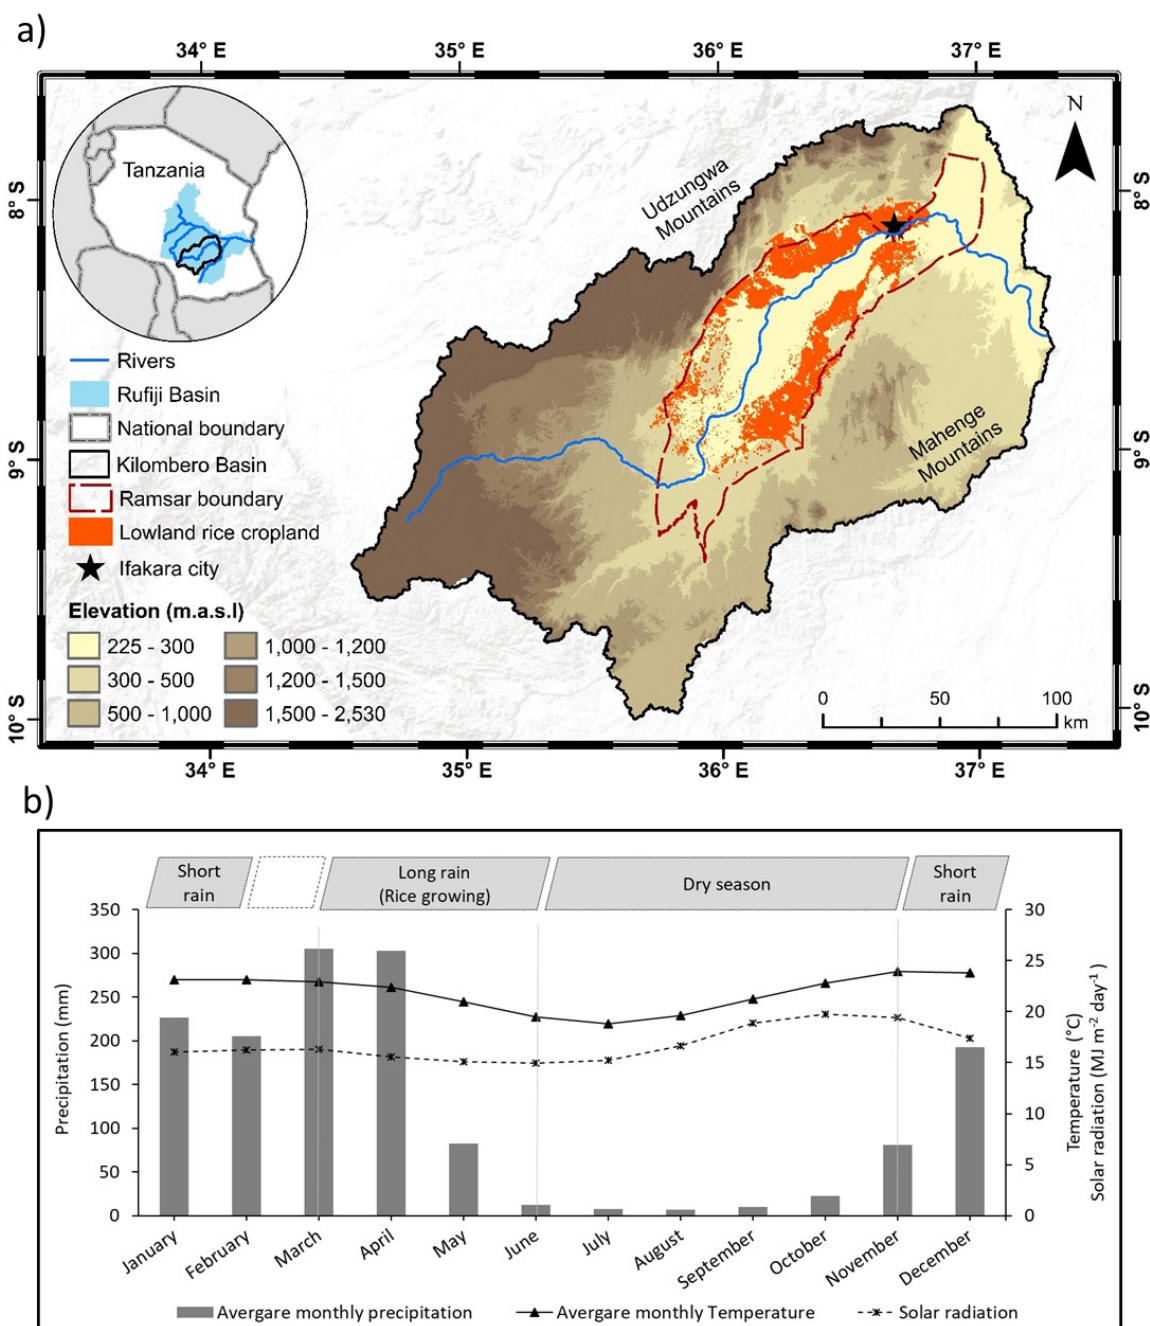 a)
34° E 35° E 36° E 37° E
N
Tanzania
Udzungwa
Mountains
8° S 8° S
Rivers
Rufiji Basin
National boundary
Kilombero Basin
Ramsar boundary
Lowland rice cropland
Ifakara city
Mahenge
Mountains
9° S 9° S
Elevation (m.a.s.l)
225 - 300 1,000 - 1,200
300 - 500 1,200 - 1,500
500 - 1,000 1,500 - 2,530
0 50 100
km
10° S 10° S
34° E 35° E 36° E 37° E
b)
Short
rain
Long rain
(Rice growing)
Dry season
Short
rain
350 30
300 25
250 20
200
150 15
100 10
50 5
0 0
Precipitation (mm)
Temperature (°C)
Solar radiation (MJ m⁻² day⁻¹)
January February March April May June July August September October November December
Avergare monthly precipitation Avergare monthly Temperature Solar radiation